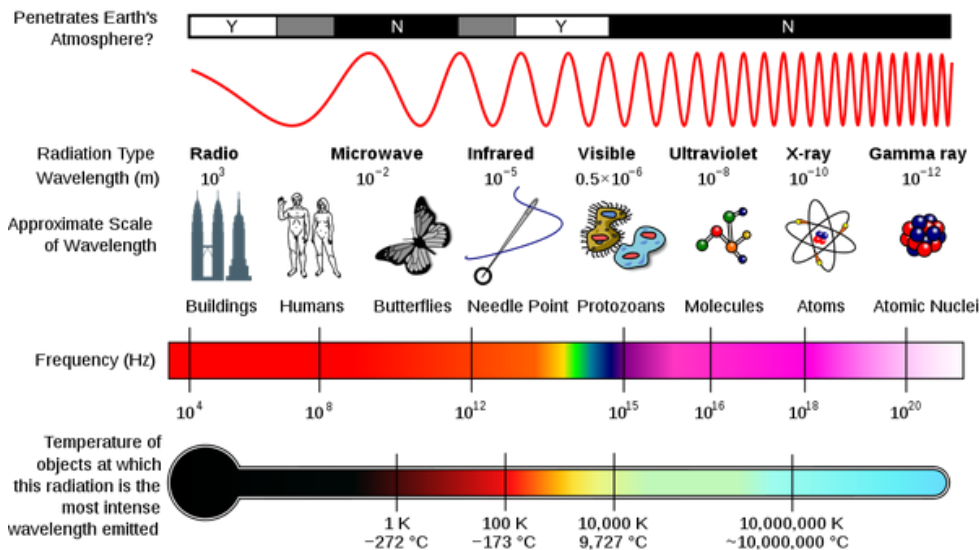 Penetrates Earth's
Atmosphere?
Y
N
Y
N
Radiation Type
Radio
Microwave
Infrared
Visible
Ultraviolet
X-ray
Gamma ray
Wavelength (m)
10³
10⁻²
10⁻⁵
0.5×10⁻⁶
10⁻⁸
10⁻¹⁰
10⁻¹²
Approximate Scale
of Wavelength
Buildings
Humans
Butterflies
Needle Point
Protozoans
Molecules
Atoms
Atomic Nuclei
Frequency (Hz)
10⁴
10⁸
10¹²
10¹⁵
10¹⁶
10¹⁸
10²⁰
Temperature of
objects at which
this radiation is the
most intense
wavelength emitted
1 K
−272 °C
100 K
−173 °C
10,000 K
9,727 °C
10,000,000 K
~10,000,000 °C